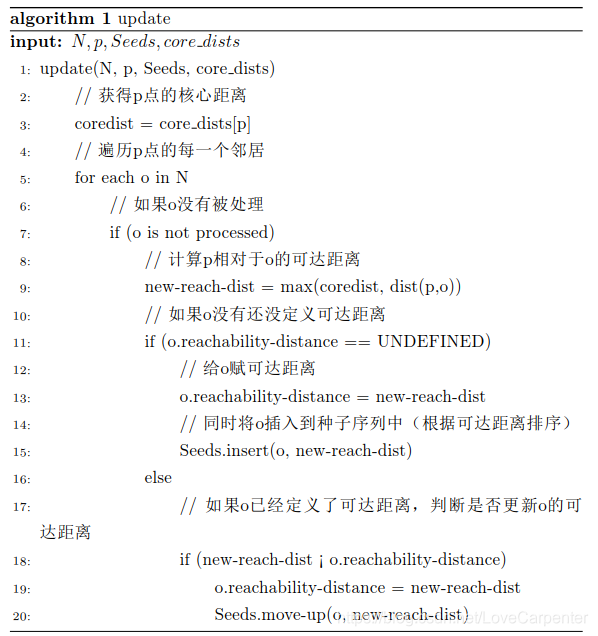 algorithm 1 update
input: N, p, Seeds, core_dists
1: update(N, p, Seeds, core_dists)
2: // 获得p点的核心距离
3: coredist = core_dists[p]
4: // 遍历p点的每一个邻居
5: for each o in N
6: // 如果o没有被处理
7: if (o is not processed)
8: // 计算p相对于o的可达距离
9: new-reach-dist = max(coredist, dist(p,o))
10: // 如果o没有还没定义可达距离
11: if (o.reachability-distance == UNDEFINED)
12: // 给o赋可达距离
13: o.reachability-distance = new-reach-dist
14: // 同时将o插入到种子序列中（根据可达距离排序）
15: Seeds.insert(o, new-reach-dist)
16: else
17: // 如果o已经定义了可达距离，判断是否更新o的可
达距离
18: if (new-reach-dist ¡ o.reachability-distance)
19: o.reachability-distance = new-reach-dist
20: Seeds.move-up(o, new-reach-dist)
net/LoveCarpenter